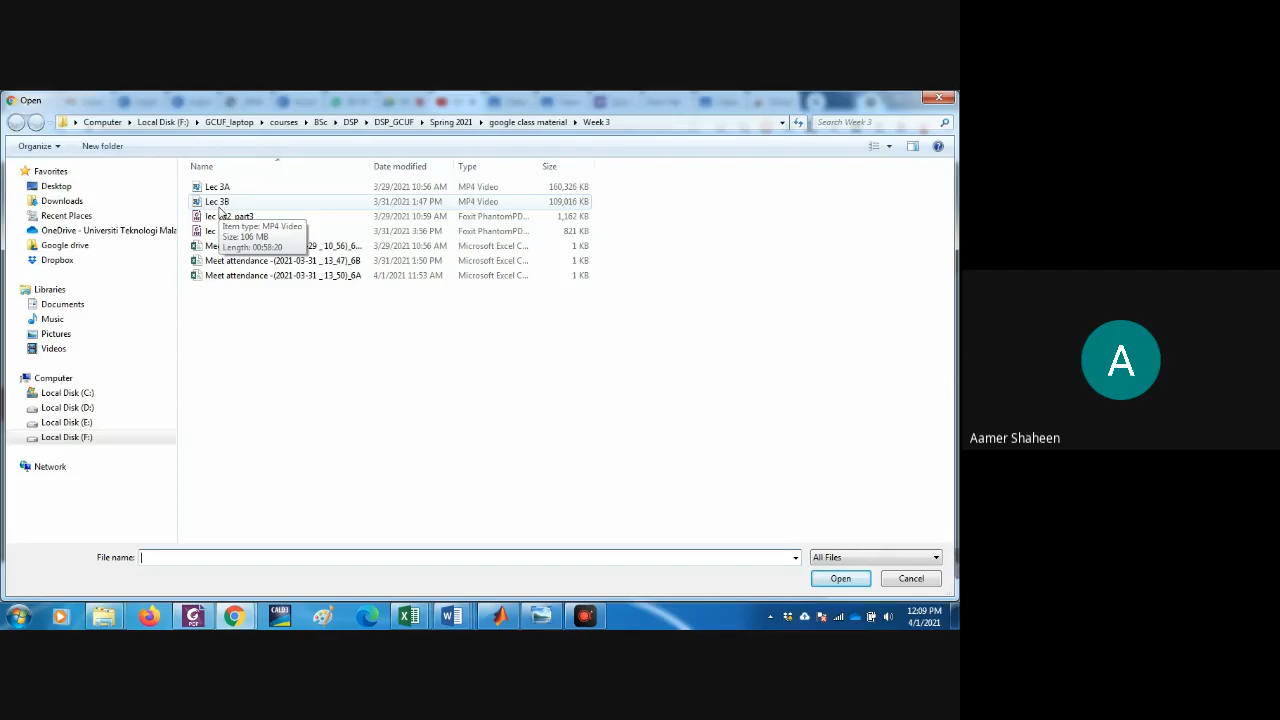 Open
Computer Local Disk (F:) GCUF_laptop courses BSc DSP DSP_GCUF Spring 2021 google class material Week 3
Search Week 3
Organize
New folder
Name
Date modified
Type
Size
Favorites
Desktop
Downloads
Recent Places
OneDrive - Universiti Teknologi Mala
Google drive
Dropbox
Libraries
Documents
Music
Pictures
Videos
Computer
Local Disk (C:)
Local Disk (D:)
Local Disk (E:)
Local Disk (F:)
Network
Lec 3A 3/29/2021 10:56 AM MP4 Video 160,326 KB
Lec 3B 3/31/2021 1:47 PM MP4 Video 109,016 KB
lec part3 3/29/2021 10:59 AM Foxit PhantomPD... 1,162 KB
lec 3/31/2021 3:56 PM Foxit PhantomPD... 821 KB
29 _ 10_56)_6... 3/29/2021 10:56 AM Microsoft Excel C... 1 KB
Meet attendance -(2021-03-31 _ 13_47)_6B 3/31/2021 1:50 PM Microsoft Excel C... 1 KB
Meet attendance -(2021-03-31 _ 13_50)_6A 4/1/2021 11:53 AM Microsoft Excel C... 1 KB
Item type: MP4 Video
Size: 106 MB
Length: 00:58:20
File name:
All Files
Open
Cancel
PDF
CALD3
12:09 PM
4/1/2021
A
Aamer Shaheen